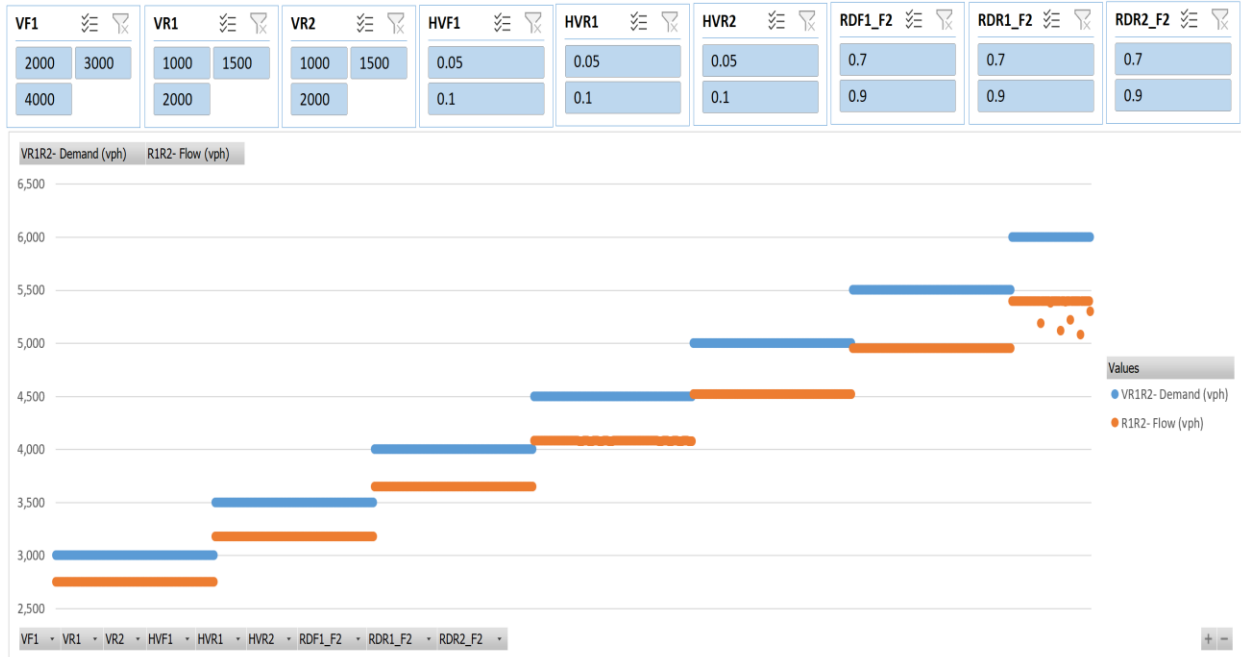 VF1 VR1 VR2 HVF1 HVR1 HVR2 RDF1_F2 RDR1_F2 RDR2_F2
2000 3000 1000 1500 1000 1500 0.05 0.05 0.05 0.7 0.7 0.7
4000 2000 2000 0.1 0.1 0.1 0.9 0.9 0.9
VR1R2- Demand (vph) R1R2- Flow (vph)
6,500
6,000
5,500
5,000
4,500
4,000
3,500
3,000
2,500
Values
VR1R2- Demand (vph)
R1R2- Flow (vph)
VF1 VR1 VR2 HVF1 HVR1 HVR2 RDF1_F2 RDR1_F2 RDR2_F2
+ −